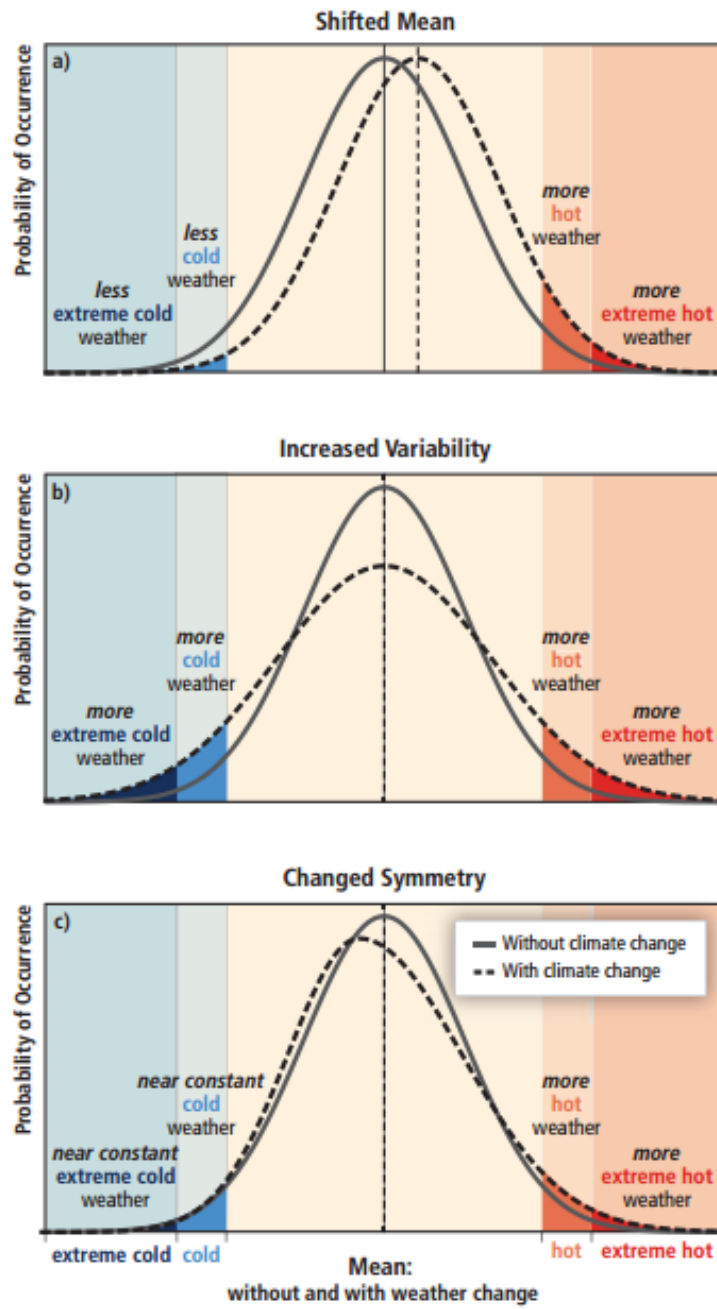 Shifted Mean
a)
Probability of Occurrence
less
extreme cold
weather
less
cold
weather
more
hot
weather
more
extreme hot
weather
Increased Variability
b)
Probability of Occurrence
more
extreme cold
weather
more
cold
weather
more
hot
weather
more
extreme hot
weather
Changed Symmetry
c)
Probability of Occurrence
Without climate change
With climate change
near constant
extreme cold
weather
near constant
cold
weather
more
hot
weather
more
extreme hot
weather
extreme cold
cold
hot
extreme hot
Mean:
without and with weather change